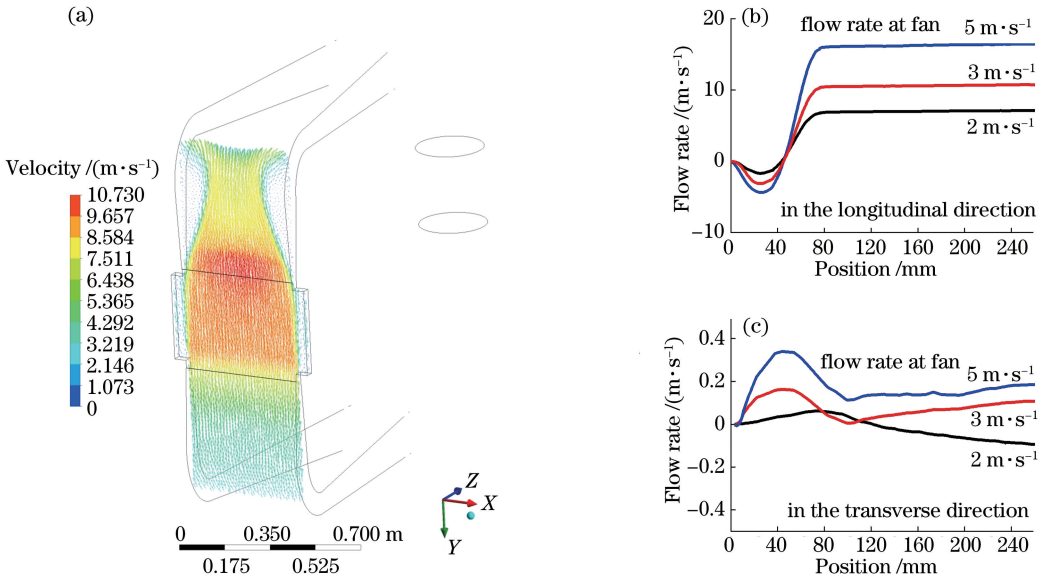 (a)
Velocity /(m·s⁻¹)
10.730
9.657
8.584
7.511
6.438
5.365
4.292
3.219
2.146
1.073
0
0 0.350 0.700 m
0.175 0.525
Z
X
Y
(b)
flow rate at fan
5 m·s⁻¹
3 m·s⁻¹
2 m·s⁻¹
in the longitudinal direction
Flow rate /(m·s⁻¹)
20
10
0
−10
0 40 80 120 160 200 240
Position /mm
(c)
flow rate at fan
5 m·s⁻¹
3 m·s⁻¹
2 m·s⁻¹
in the transverse direction
Flow rate /(m·s⁻¹)
0.4
0.2
0
−0.2
−0.4
0 40 80 120 160 200 240
Position /mm